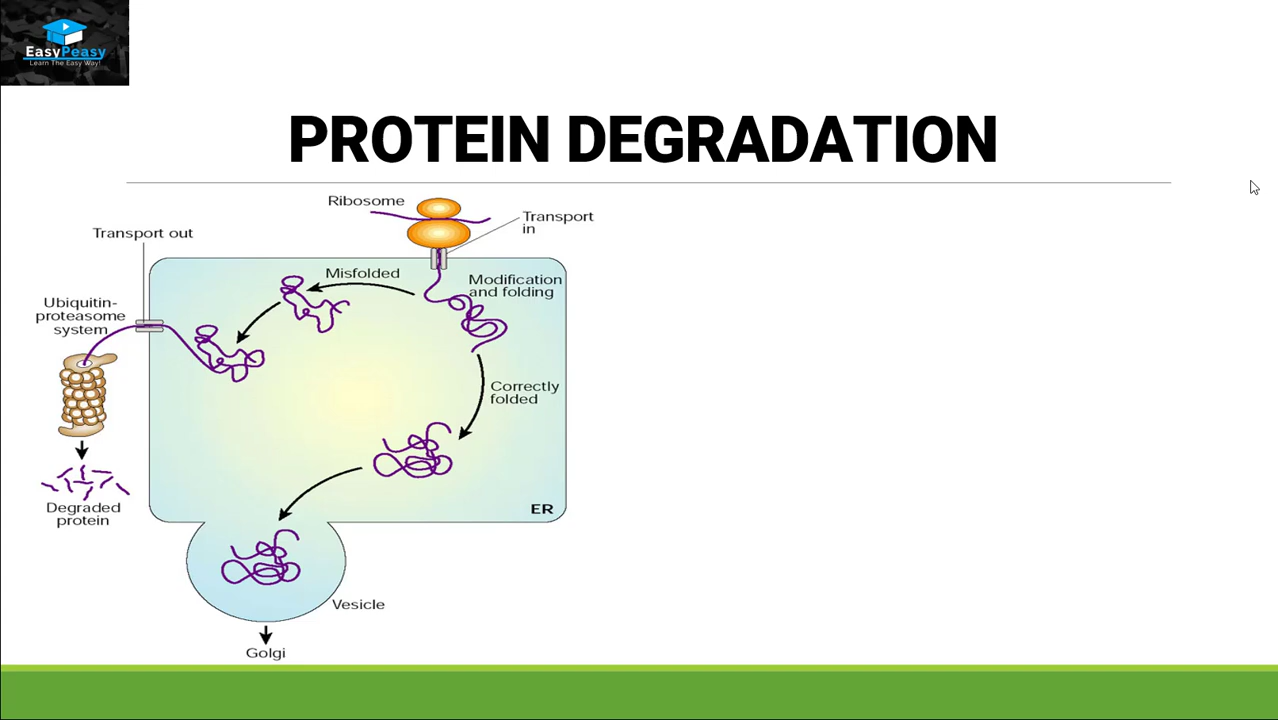 EasyPeasy
Learn The Easy Way!
PROTEIN DEGRADATION
Ribosome
Transport
in
Transport out
Misfolded
Modification
and folding
Ubiquitin-
proteasome
system
Correctly
folded
Degraded
protein
ER
Vesicle
Golgi